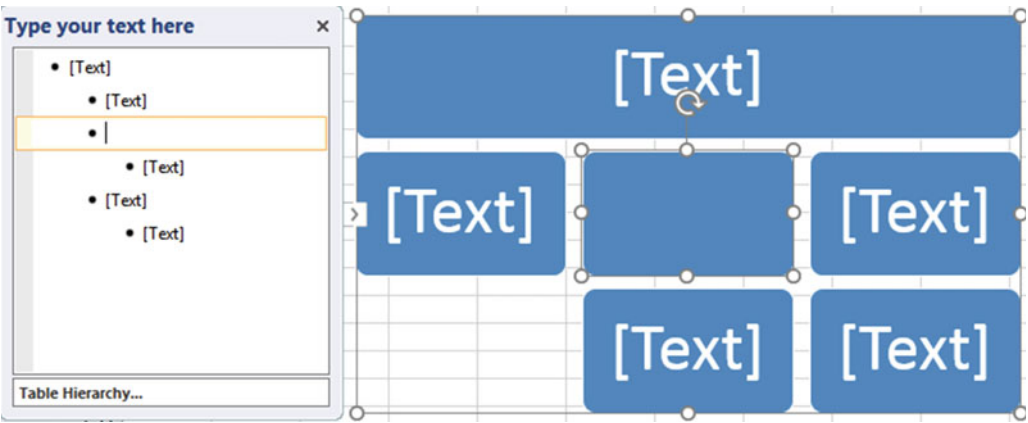 Type your text here
[Text]
[Text]
[Text]
[Text]
[Text]
Table Hierarchy...
[Text]
[Text] [Text]
[Text] [Text]